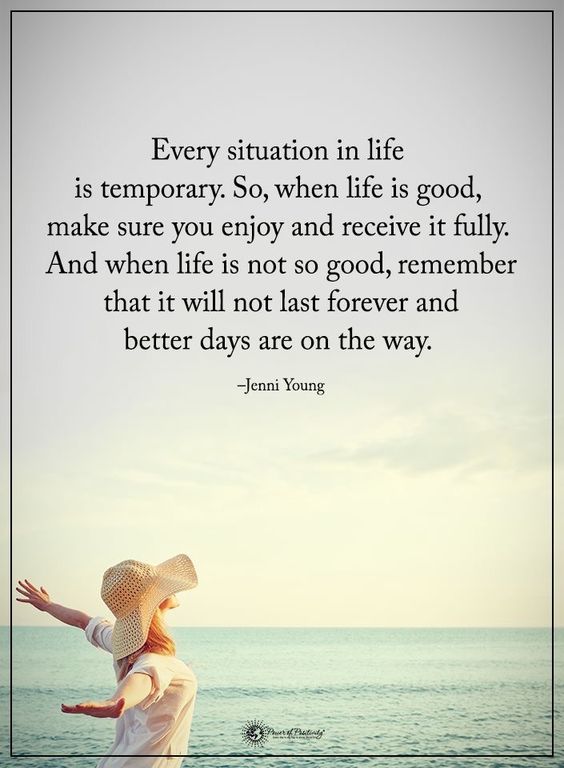 Every situation in life
is temporary. So, when life is good,
make sure you enjoy and receive it fully.
And when life is not so good, remember
that it will not last forever and
better days are on the way.
–Jenni Young
Power of Positivity